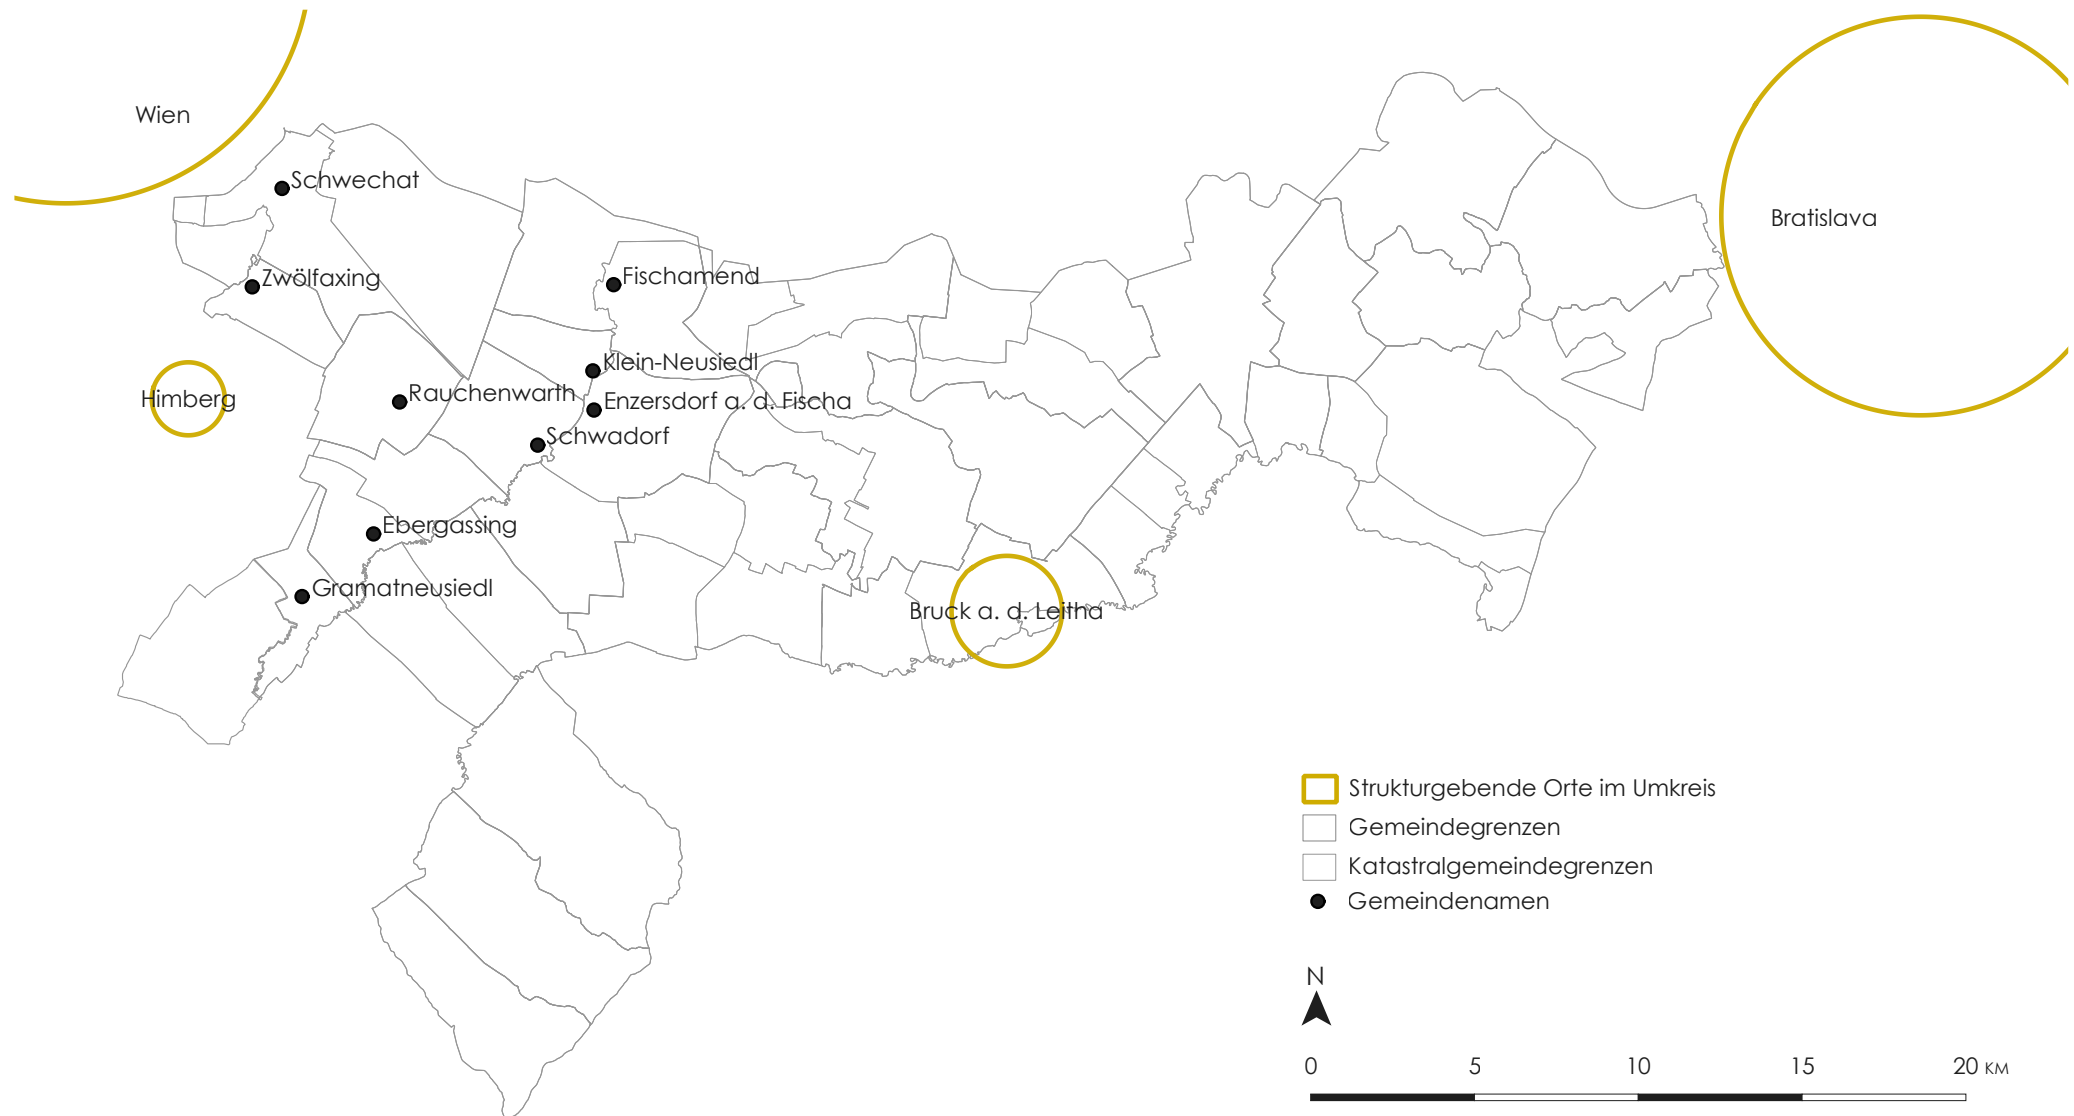 Wien
Schwechat
Bratislava
Zwölfaxing
Fischamend
Klein-Neusiedl
Rauchenwarth
Himberg
Enzersdorf a. d. Fischa
Schwadorf
Ebergassing
Gramatneusiedl
Bruck a. d. Leitha
Strukturgebende Orte im Umkreis
Gemeindegrenzen
Katastralgemeindegrenzen
Gemeindenamen
N
0 5 10 15 20 KM